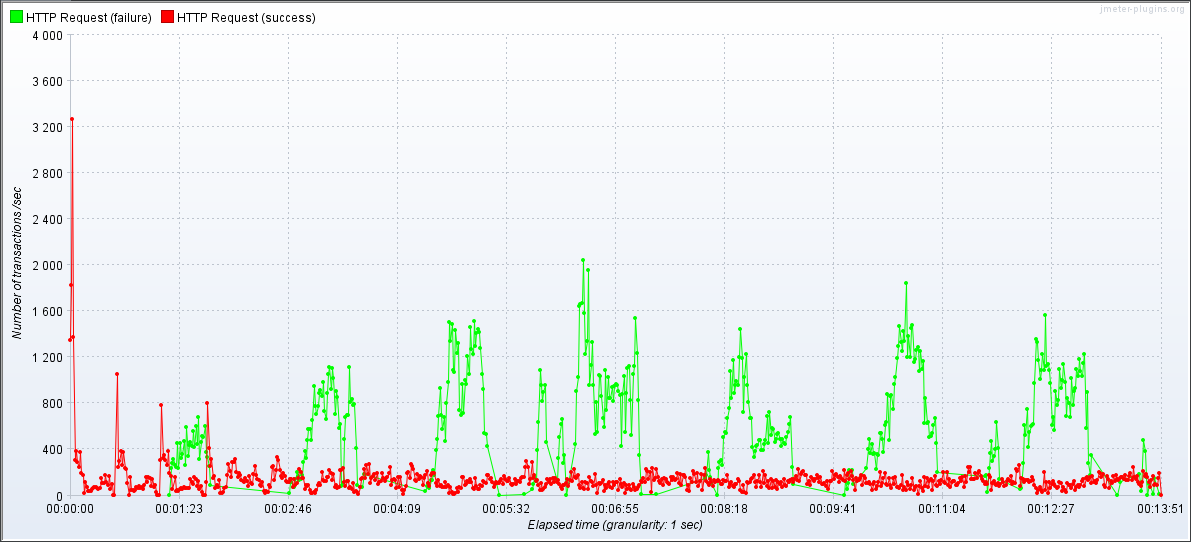 HTTP Request (failure) HTTP Request (success)
jmeter-plugins.org
4 000
3 600
3 200
2 800
2 400
2 000
1 600
1 200
800
400
0
Number of transactions /sec
00:00:00 00:01:23 00:02:46 00:04:09 00:05:32 00:06:55 00:08:18 00:09:41 00:11:04 00:12:27 00:13:51
Elapsed time (granularity: 1 sec)